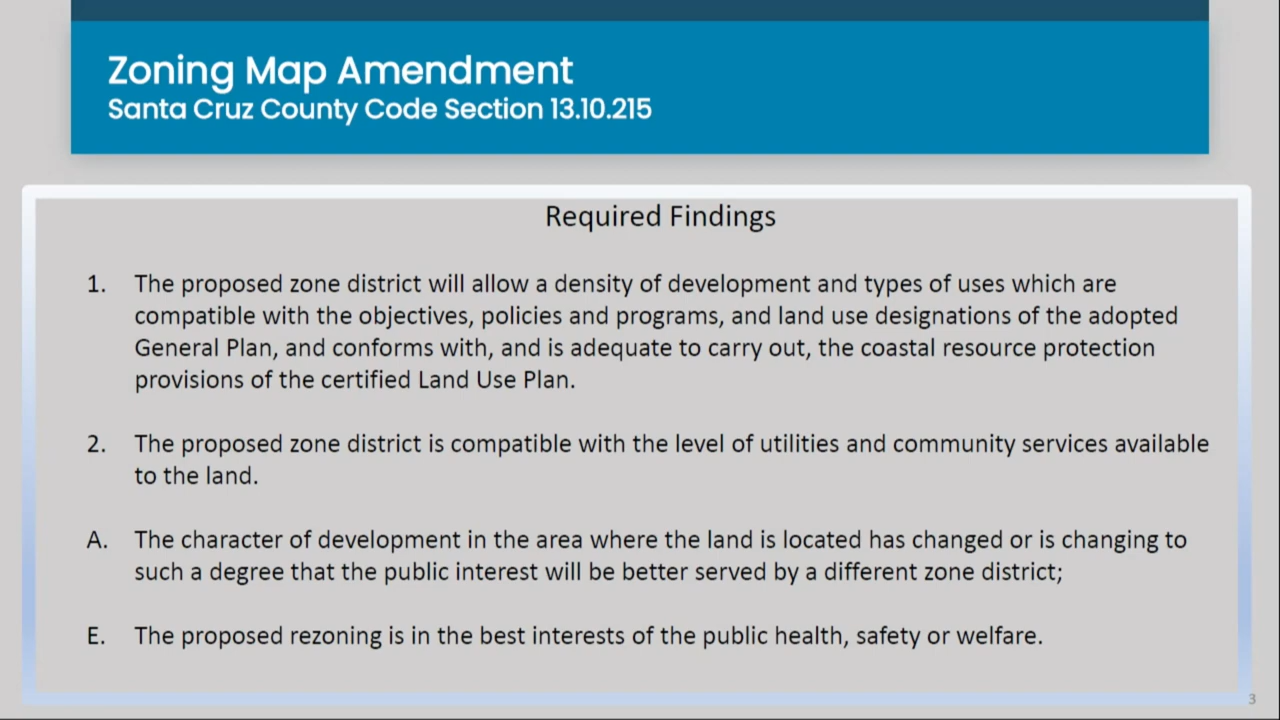 Zoning Map Amendment
Santa Cruz County Code Section 13.10.215
Required Findings
1. The proposed zone district will allow a density of development and types of uses which are
compatible with the objectives, policies and programs, and land use designations of the adopted
General Plan, and conforms with, and is adequate to carry out, the coastal resource protection
provisions of the certified Land Use Plan.
2. The proposed zone district is compatible with the level of utilities and community services available
to the land.
A. The character of development in the area where the land is located has changed or is changing to
such a degree that the public interest will be better served by a different zone district;
E. The proposed rezoning is in the best interests of the public health, safety or welfare.
3